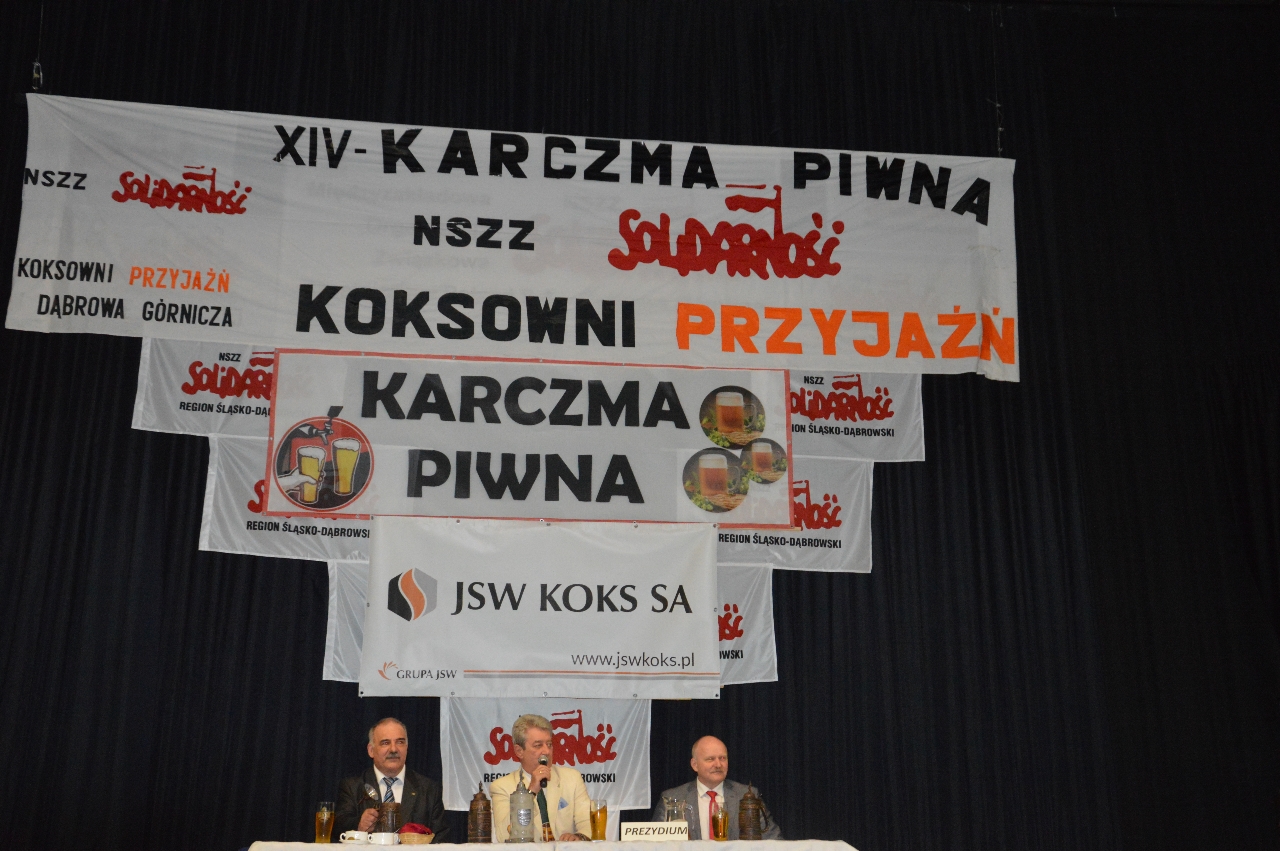 XIV-KARCZMA PIWNA
NSZZ SOLIDARNOŚĆ
NSZZ SOLIDARNOŚĆ
KOKSOWNI PRZYJAŹŃ
DĄBROWA GÓRNICZA
KOKSOWNI PRZYJAŹŃ
NSZZ
SOLIDARNOŚĆ
REGION ŚLĄSKO-DĄBROWSKI
KARCZMA
PIWNA
NSZZ
SOLIDARNOŚĆ
REGION ŚLĄSKO-DĄBROWSKI
REGION ŚLĄSKO-DĄBROWSKI
REGION ŚLĄSKO-DĄBROWSKI
JSW KOKS SA
www.jswkoks.pl
GRUPA JSW
SOLIDARNOŚĆ
PREZYDIUM